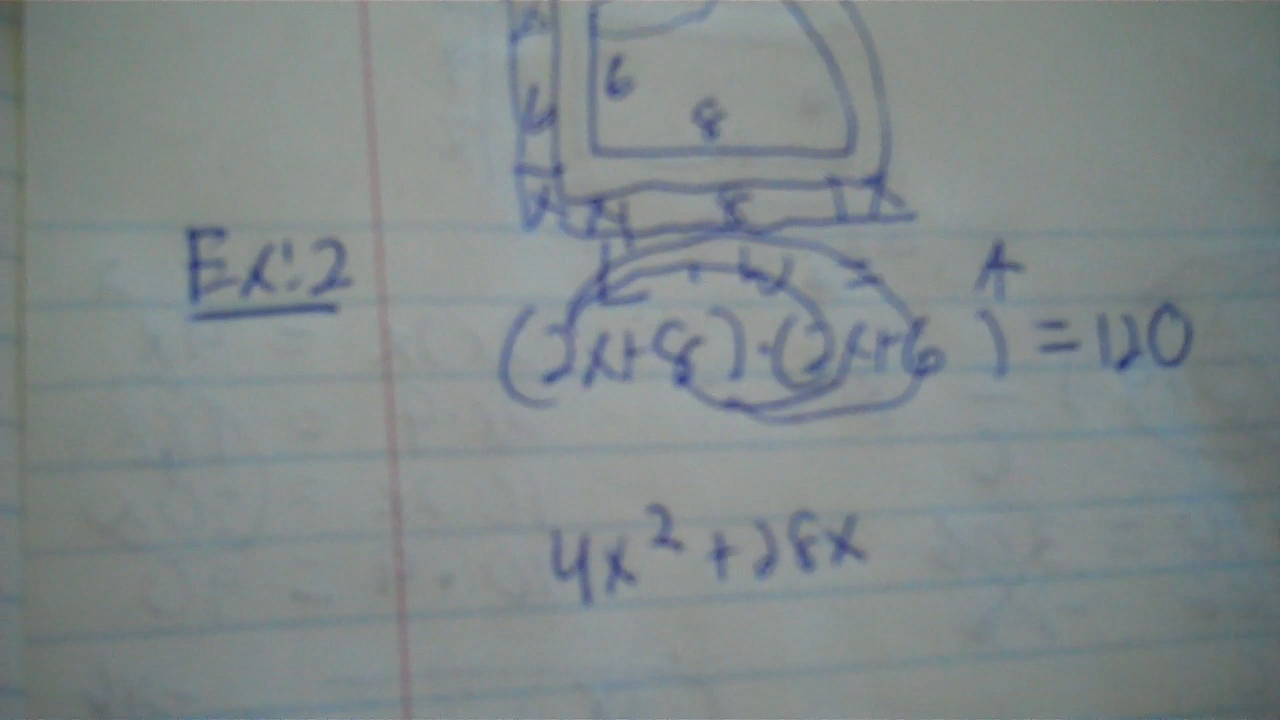 6
8
x 8 x
Ex:2
L · W = A
(2x+8)·(2x+6) = 120
4x² + 28x